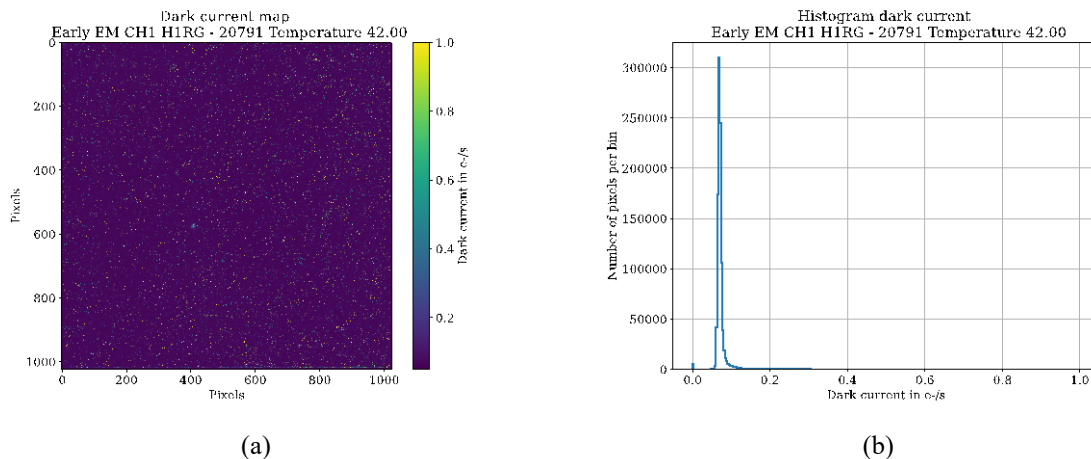 Dark current map
Early EM CH1 H1RG - 20791 Temperature 42.00
0
200
400
600
800
1000
Pixels
0 200 400 600 800 1000
Pixels
1.0
0.8
0.6
0.4
0.2
Dark current in e-/s
(a)
Histogram dark current
Early EM CH1 H1RG - 20791 Temperature 42.00
300000
250000
200000
150000
100000
50000
0
Number of pixels per bin
0.0 0.2 0.4 0.6 0.8 1.0
Dark current in e-/s
(b)